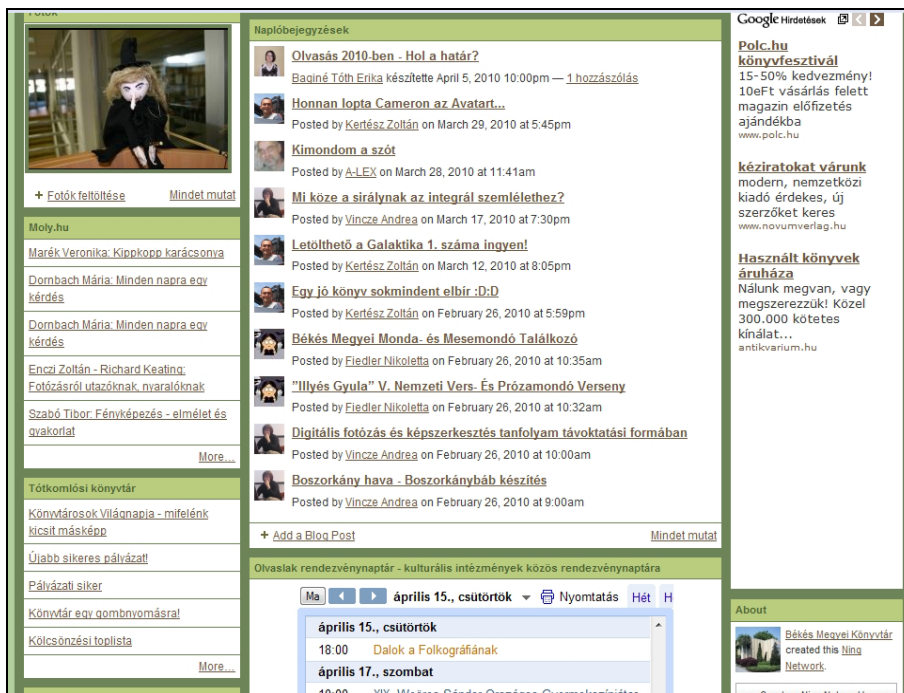 Fotók
+ Fotók feltöltése Mindet mutat
Moly.hu
Marék Veronika: Kippkopp karácsonya
Dornbach Mária: Minden napra egy
kérdés
Dornbach Mária: Minden napra egy
kérdés
Enczi Zoltán - Richard Keating:
Fotózásról utazóknak, nyaralóknak
Szabó Tibor: Fényképezés - elmélet és
gyakorlat
More...
Tótkomlósi könyvtár
Könyvtárosok Világnapja - mifelénk
kicsit másképp
Újabb sikeres pályázat!
Pályázati siker
Könyvtár egy gombnyomásra!
Kölcsönzési toplista
More...
Naplóbejegyzések
Olvasás 2010-ben - Hol a határ?
Baginé Tóth Erika készítette April 5, 2010 10:00pm — 1 hozzászólás
Honnan lopta Cameron az Avatart...
Posted by Kertész Zoltán on March 29, 2010 at 5:45pm
Kimondom a szót
Posted by A-LEX on March 28, 2010 at 11:41am
Mi köze a sirálynak az integrál szemlélethez?
Posted by Vincze Andrea on March 17, 2010 at 7:30pm
Letölthető a Galaktika 1. száma ingyen!
Posted by Kertész Zoltán on March 12, 2010 at 8:05pm
Egy jó könyv sokmindent elbír :D:D
Posted by Kertész Zoltán on February 26, 2010 at 5:59pm
Békés Megyei Monda- és Mesemondó Találkozó
Posted by Fiedler Nikoletta on February 26, 2010 at 10:35am
"Illyés Gyula" V. Nemzeti Vers- És Prózamondó Verseny
Posted by Fiedler Nikoletta on February 26, 2010 at 10:32am
Digitális fotózás és képszerkesztés tanfolyam távoktatási formában
Posted by Vincze Andrea on February 26, 2010 at 10:00am
Boszorkány hava - Boszorkánybáb készítés
Posted by Vincze Andrea on February 26, 2010 at 9:00am
+ Add a Blog Post Mindet mutat
Olvaslak rendezvénynaptár - kulturális intézmények közös rendezvénynaptára
Ma április 15., csütörtök Nyomtatás Hét H
április 15., csütörtök
18:00 Dalok a Folkográfiának
április 17., szombat
10:00 XIX. Weöres Sándor Országos Gyermekszínjátszó
Google Hirdetések
Polc.hu
könyvfesztivál
15-50% kedvezmény!
10eFt vásárlás felett
magazin előfizetés
ajándékba
www.polc.hu
kéziratokat várunk
modern, nemzetközi
kiadó érdekes, új
szerzőket keres
www.novumverlag.hu
Használt könyvek
áruháza
Nálunk megvan, vagy
megszerezzük! Közel
300.000 kötetes
kínálat...
antikvarium.hu
About
Békés Megyei Könyvtár
created this Ning
Network.